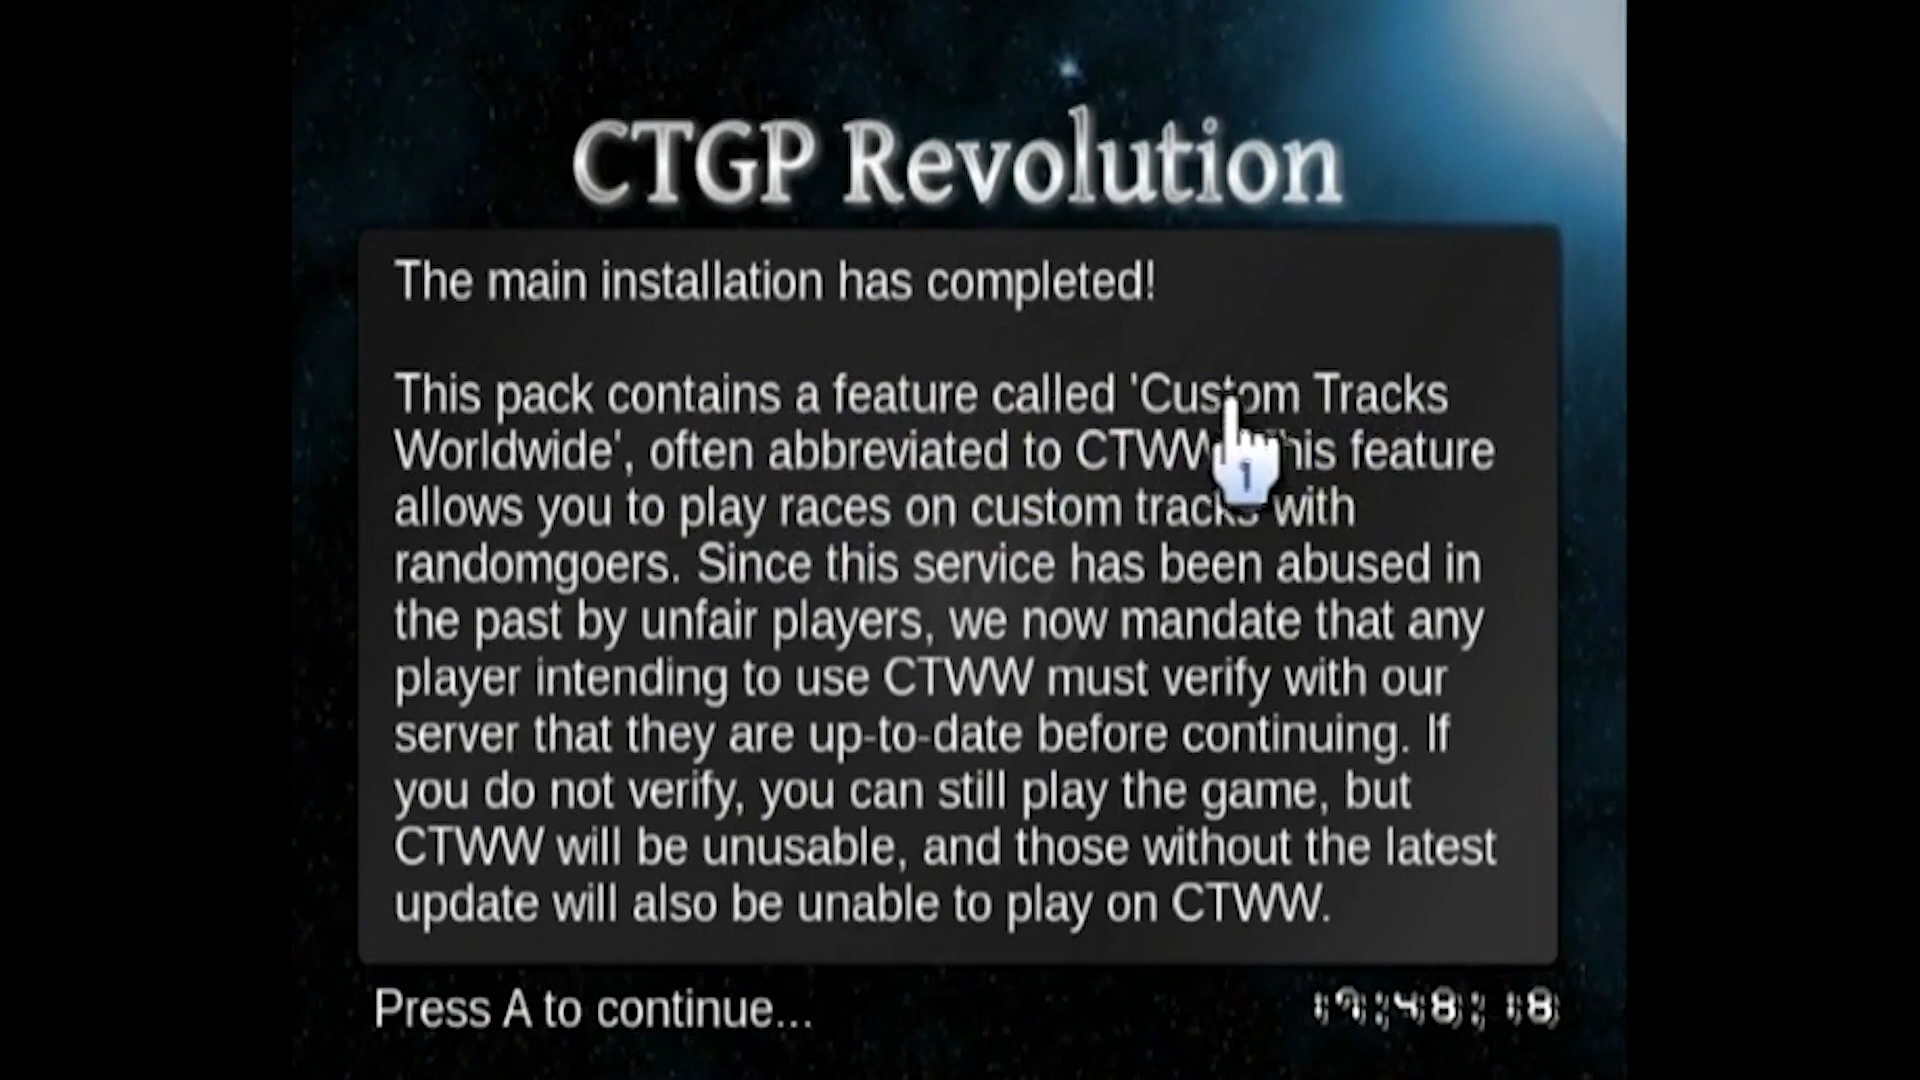 CTGP Revolution
The main installation has completed!
This pack contains a feature called 'Custom Tracks
Worldwide', often abbreviated to CTWW. This feature
allows you to play races on custom tracks with
randomgoers. Since this service has been abused in
the past by unfair players, we now mandate that any
player intending to use CTWW must verify with our
server that they are up-to-date before continuing. If
you do not verify, you can still play the game, but
CTWW will be unusable, and those without the latest
update will also be unable to play on CTWW.
1
Press A to continue...
17:48:18